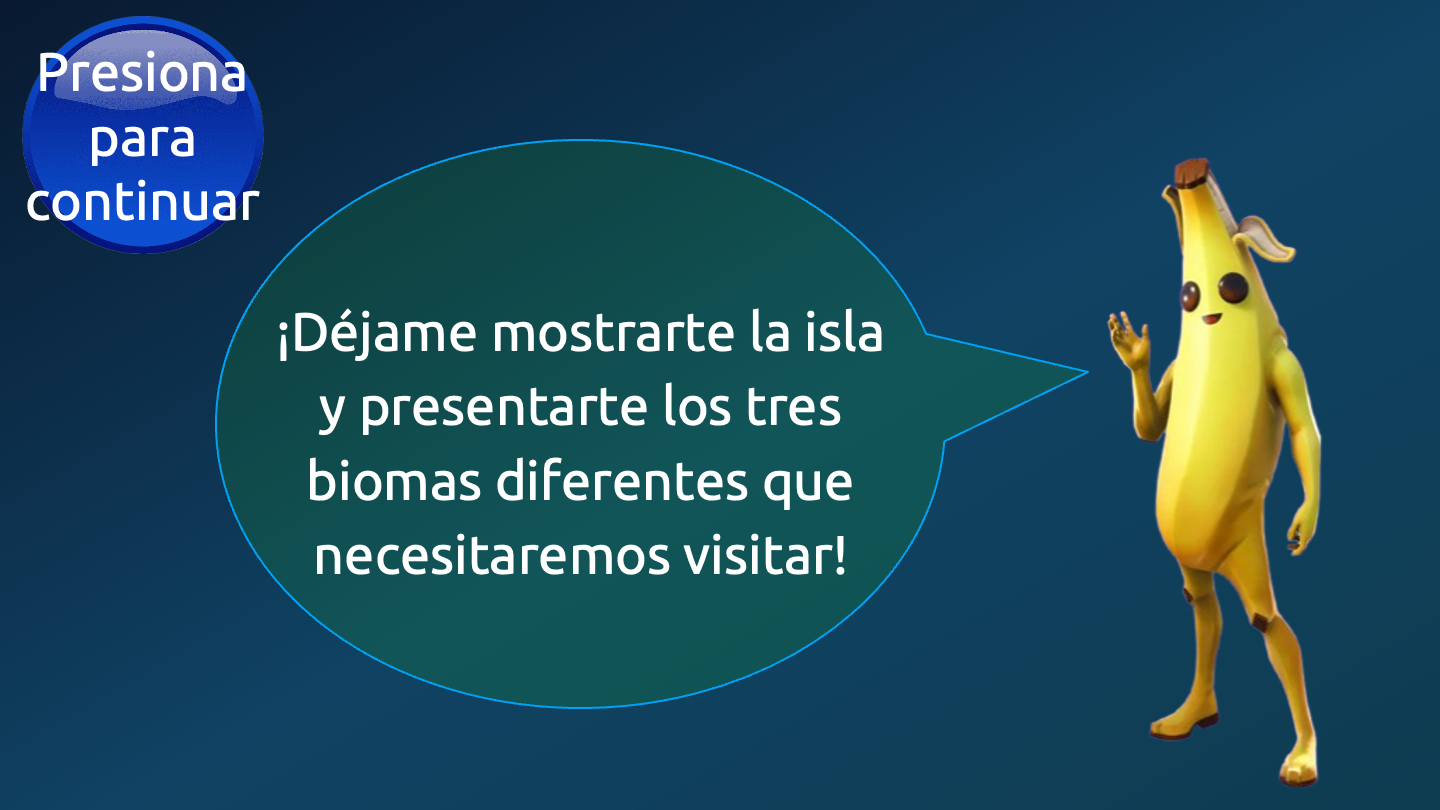 Presiona
para
continuar
¡Déjame mostrarte la isla
y presentarte los tres
biomas diferentes que
necesitaremos visitar!